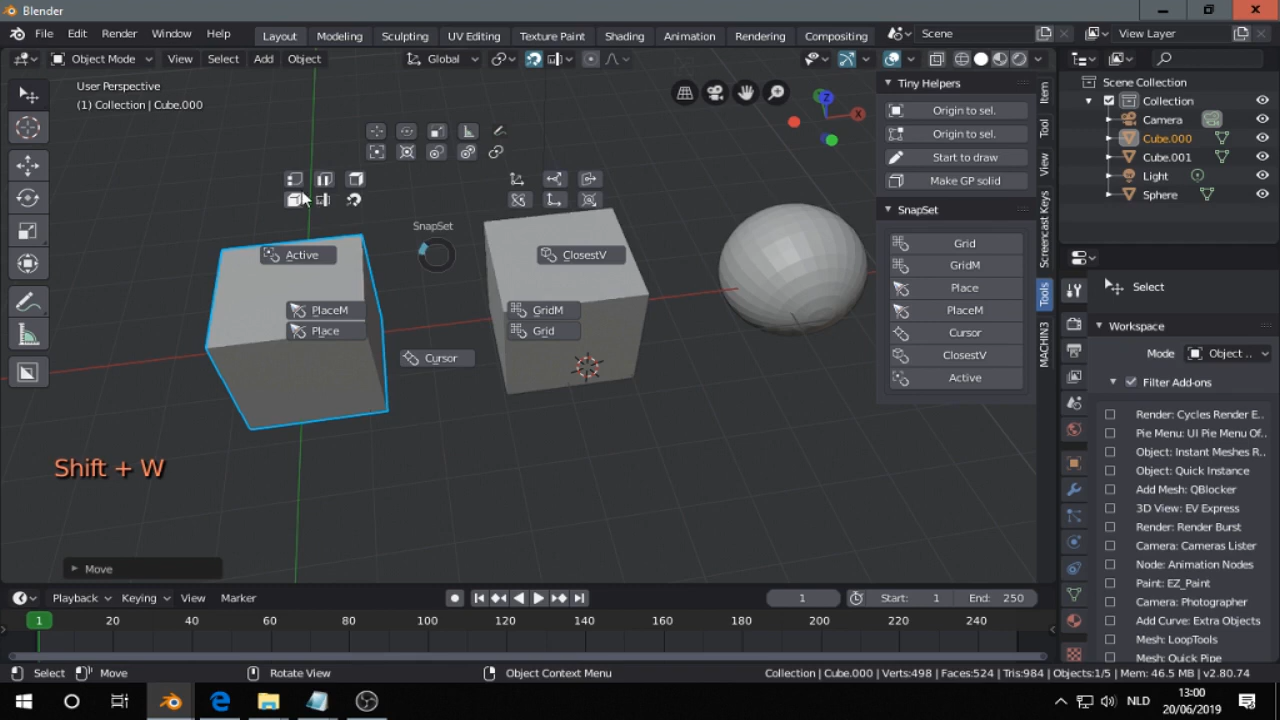 Blender
File Edit Render Window Help
Layout Modeling Sculpting UV Editing Texture Paint Shading Animation Rendering Compositing
Scene
View Layer
Object Mode View Select Add Object
Global
User Perspective
(1) Collection | Cube.000
Z
X
SnapSet
Active
ClosestV
PlaceM
Place
GridM
Grid
Cursor
Shift + W
Move
Tiny Helpers
Origin to sel.
Origin to sel.
Start to draw
Make GP solid
SnapSet
Grid
GridM
Place
PlaceM
Cursor
ClosestV
Active
Item
Tool
View
Screencast Keys
Tools
MACHIN3
Scene Collection
Collection
Camera
Cube.000
Cube.001
Light
Sphere
Select
Workspace
Mode Object ..
Filter Add-ons
Render: Cycles Render E..
Pie Menu: UI Pie Menu Of..
Object: Instant Meshes R..
Object: Quick Instance
Add Mesh: QBlocker
3D View: EV Express
Render: Render Burst
Camera: Cameras Lister
Node: Animation Nodes
Paint: EZ_Paint
Camera: Photographer
Add Curve: Extra Objects
Mesh: LoopTools
Mesh: Quick Pipe
Playback Keying View Marker
1 Start: 1 End: 250
1 20 40 60 80 100 120 140 160 180 200 220 240
Select Move Rotate View Object Context Menu
Collection | Cube.000 | Verts:498 | Faces:524 | Tris:984 | Objects:1/5 | Mem: 46.5 MB | v2.80.74
NLD
13:00
20/06/2019